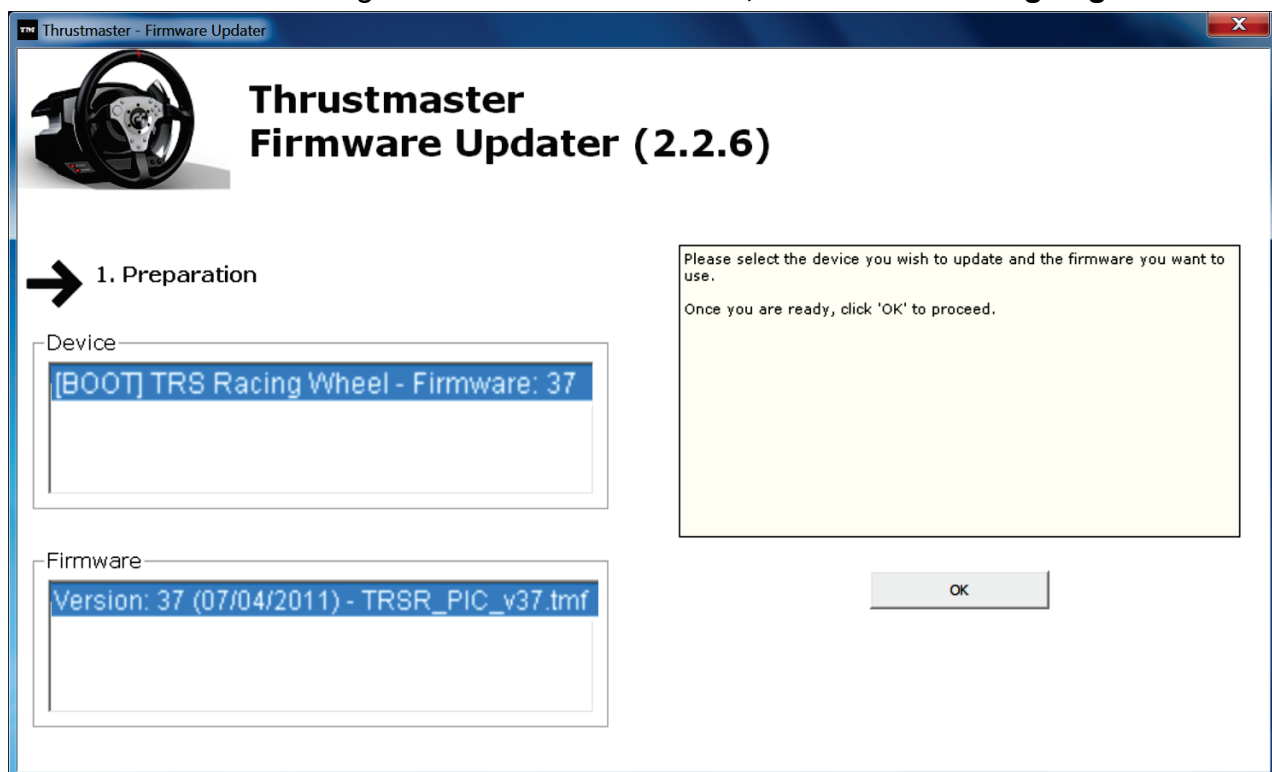 Thrustmaster - Firmware Updater
Thrustmaster
Firmware Updater (2.2.6)
1. Preparation
Please select the device you wish to update and the firmware you want to
use.
Once you are ready, click 'OK' to proceed.
Device
[BOOT] TRS Racing Wheel - Firmware: 37
Firmware
Version: 37 (07/04/2011) - TRSR_PIC_v37.tmf
OK